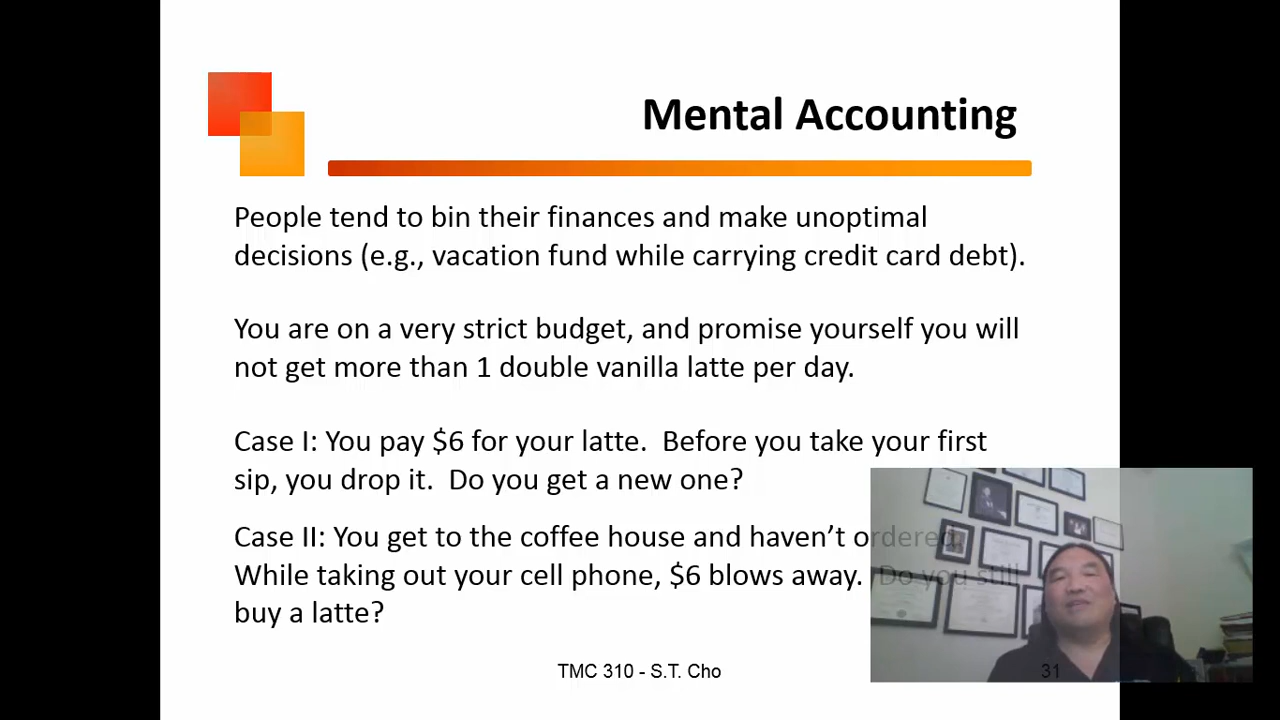 Mental Accounting
People tend to bin their finances and make unoptimal
decisions (e.g., vacation fund while carrying credit card debt).
You are on a very strict budget, and promise yourself you will
not get more than 1 double vanilla latte per day.
Case I: You pay $6 for your latte.  Before you take your first
sip, you drop it.  Do you get a new one?
Case II: You get to the coffee house and haven’t ordered.
While taking out your cell phone, $6 blows away.  Do you still
buy a latte?
TMC 310 - S.T. Cho
31